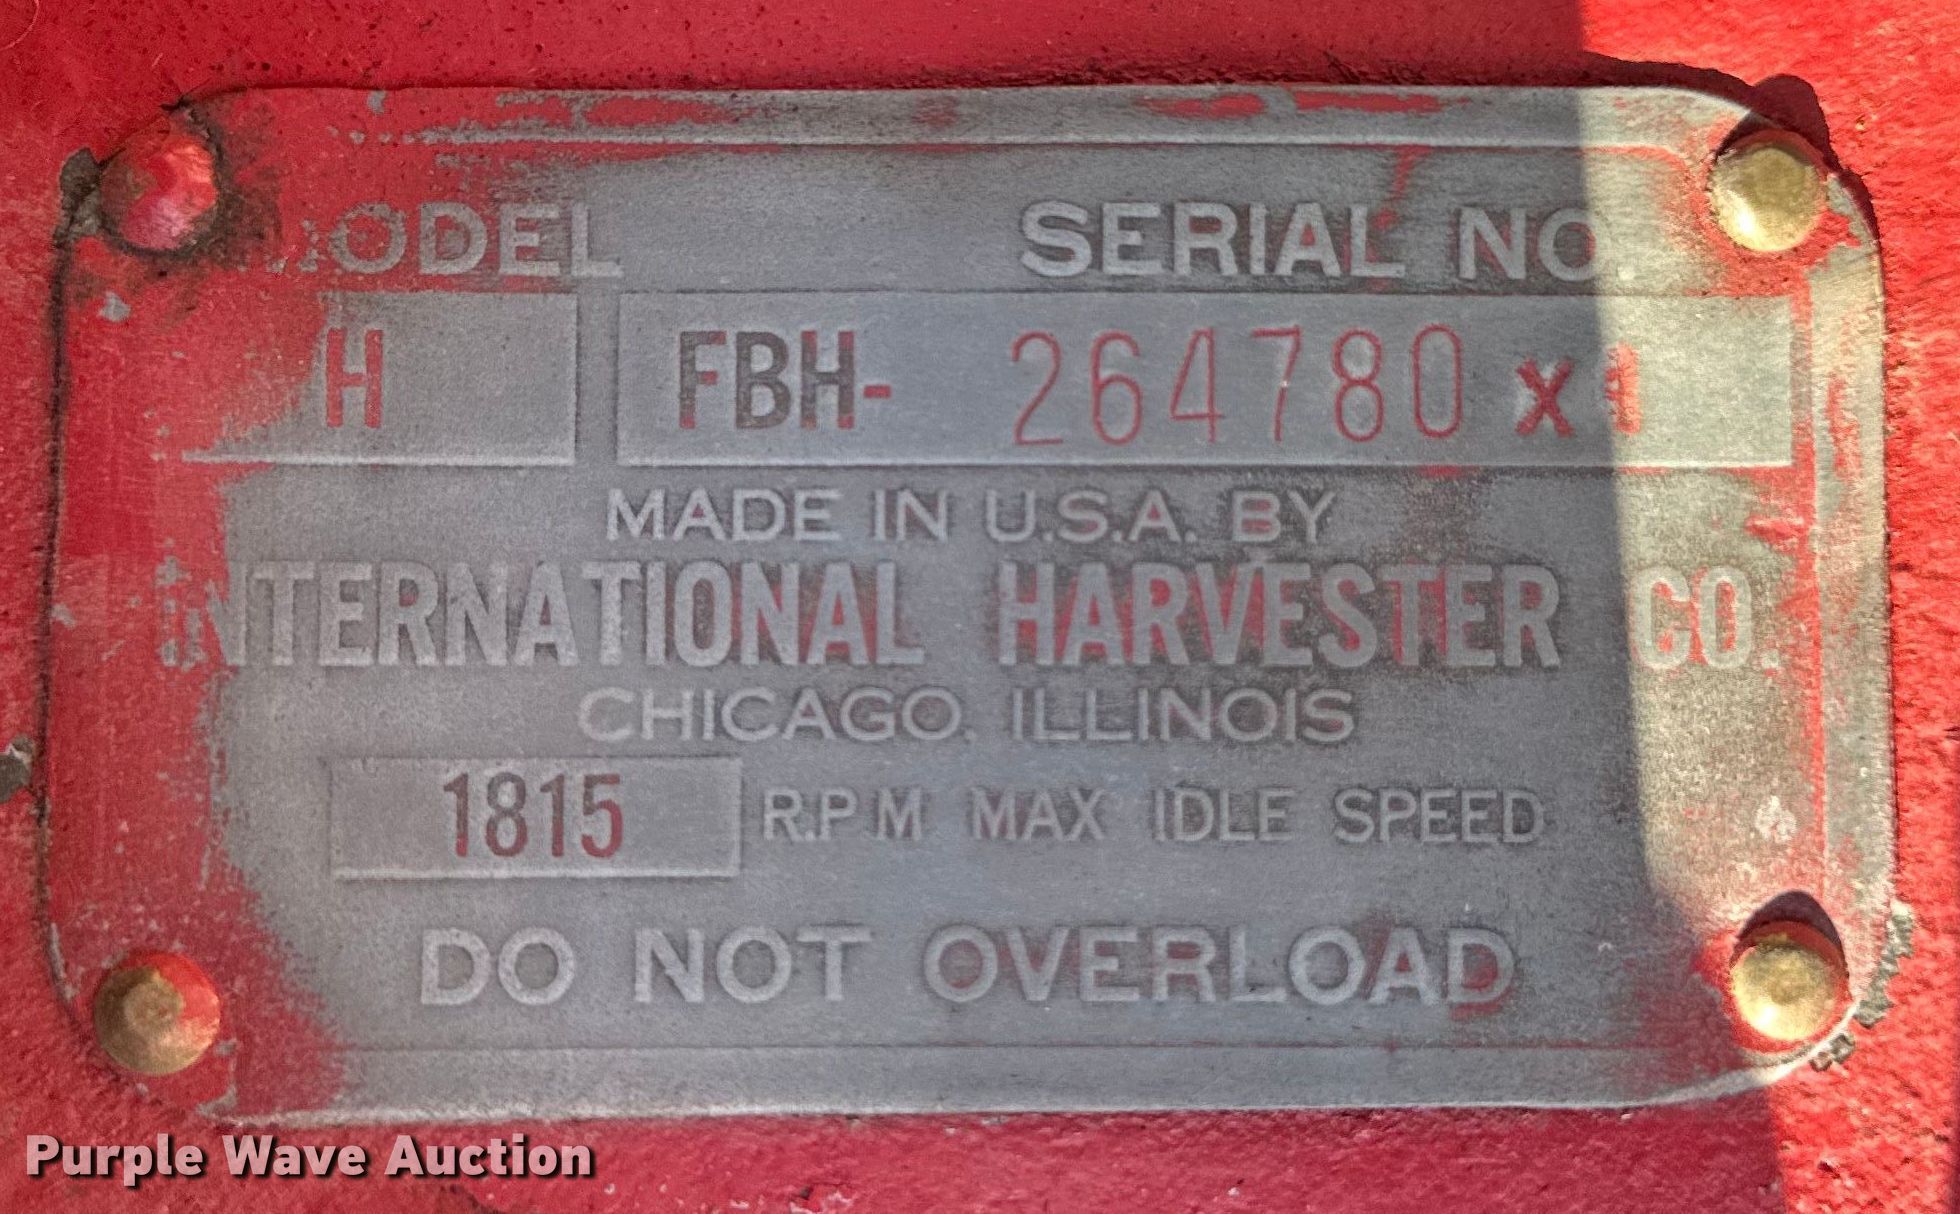 MODEL SERIAL NO.
H FBH- 264780 X1
MADE IN U.S.A. BY
INTERNATIONAL HARVESTER CO.
CHICAGO, ILLINOIS
1815 R.P.M MAX IDLE SPEED
DO NOT OVERLOAD
Purple Wave Auction